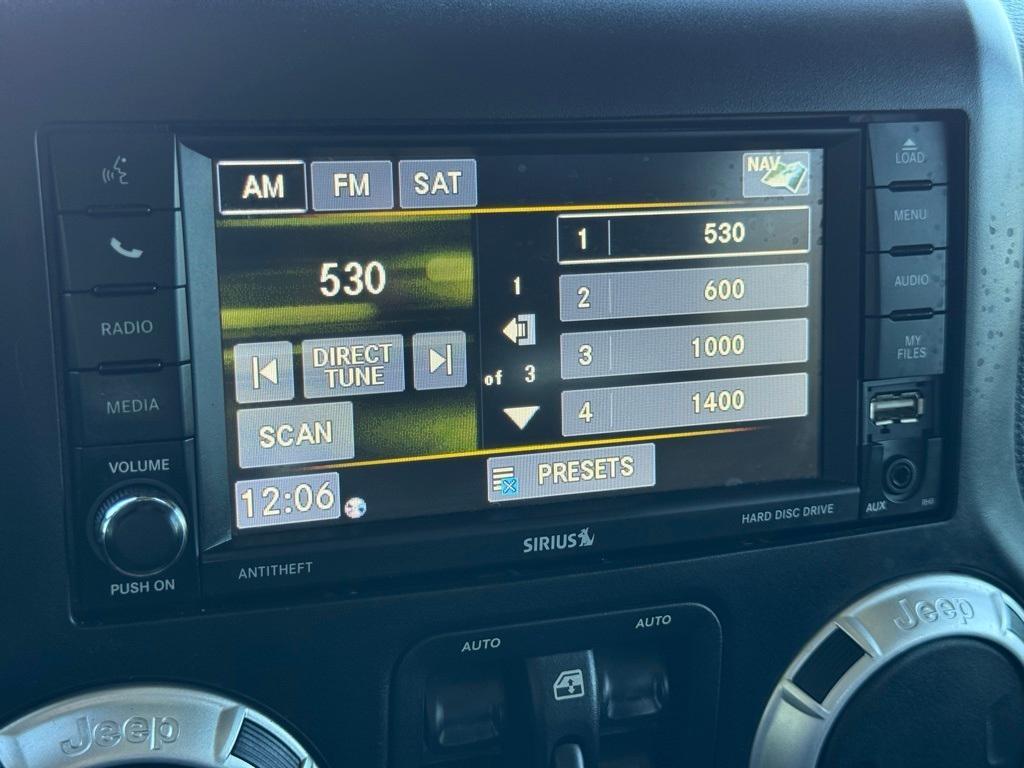 AM FM SAT NAV
530
DIRECT
TUNE
SCAN
12:06
1
of 3
1 530
2 600
3 1000
4 1400
PRESETS
RADIO
MEDIA
VOLUME
PUSH ON
LOAD
MENU
AUDIO
MY
FILES
AUX RHB
ANTITHEFT
SIRIUS
HARD DISC DRIVE
AUTO AUTO
Jeep
Jeep